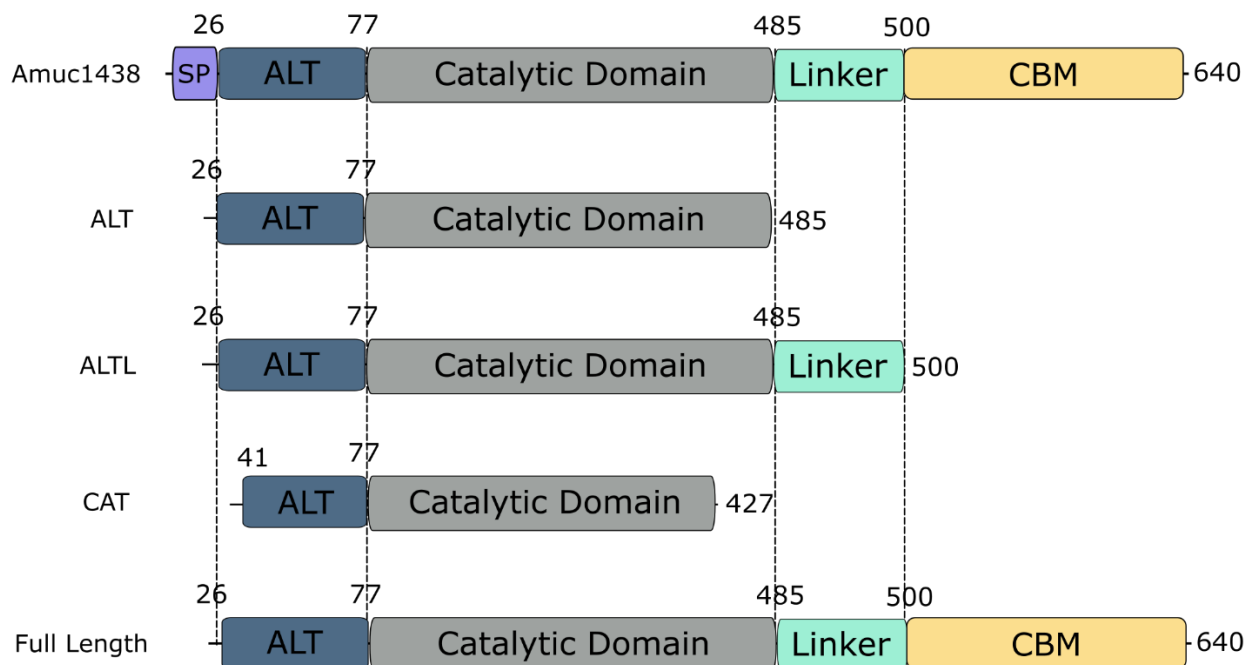 26 77 485 500
Amuc1438 SP ALT Catalytic Domain Linker CBM 640
26 77
ALT ALT Catalytic Domain 485
26 77 485
ALTL ALT Catalytic Domain Linker 500
41 77
CAT ALT Catalytic Domain 427
26 77 485 500
Full Length ALT Catalytic Domain Linker CBM 640